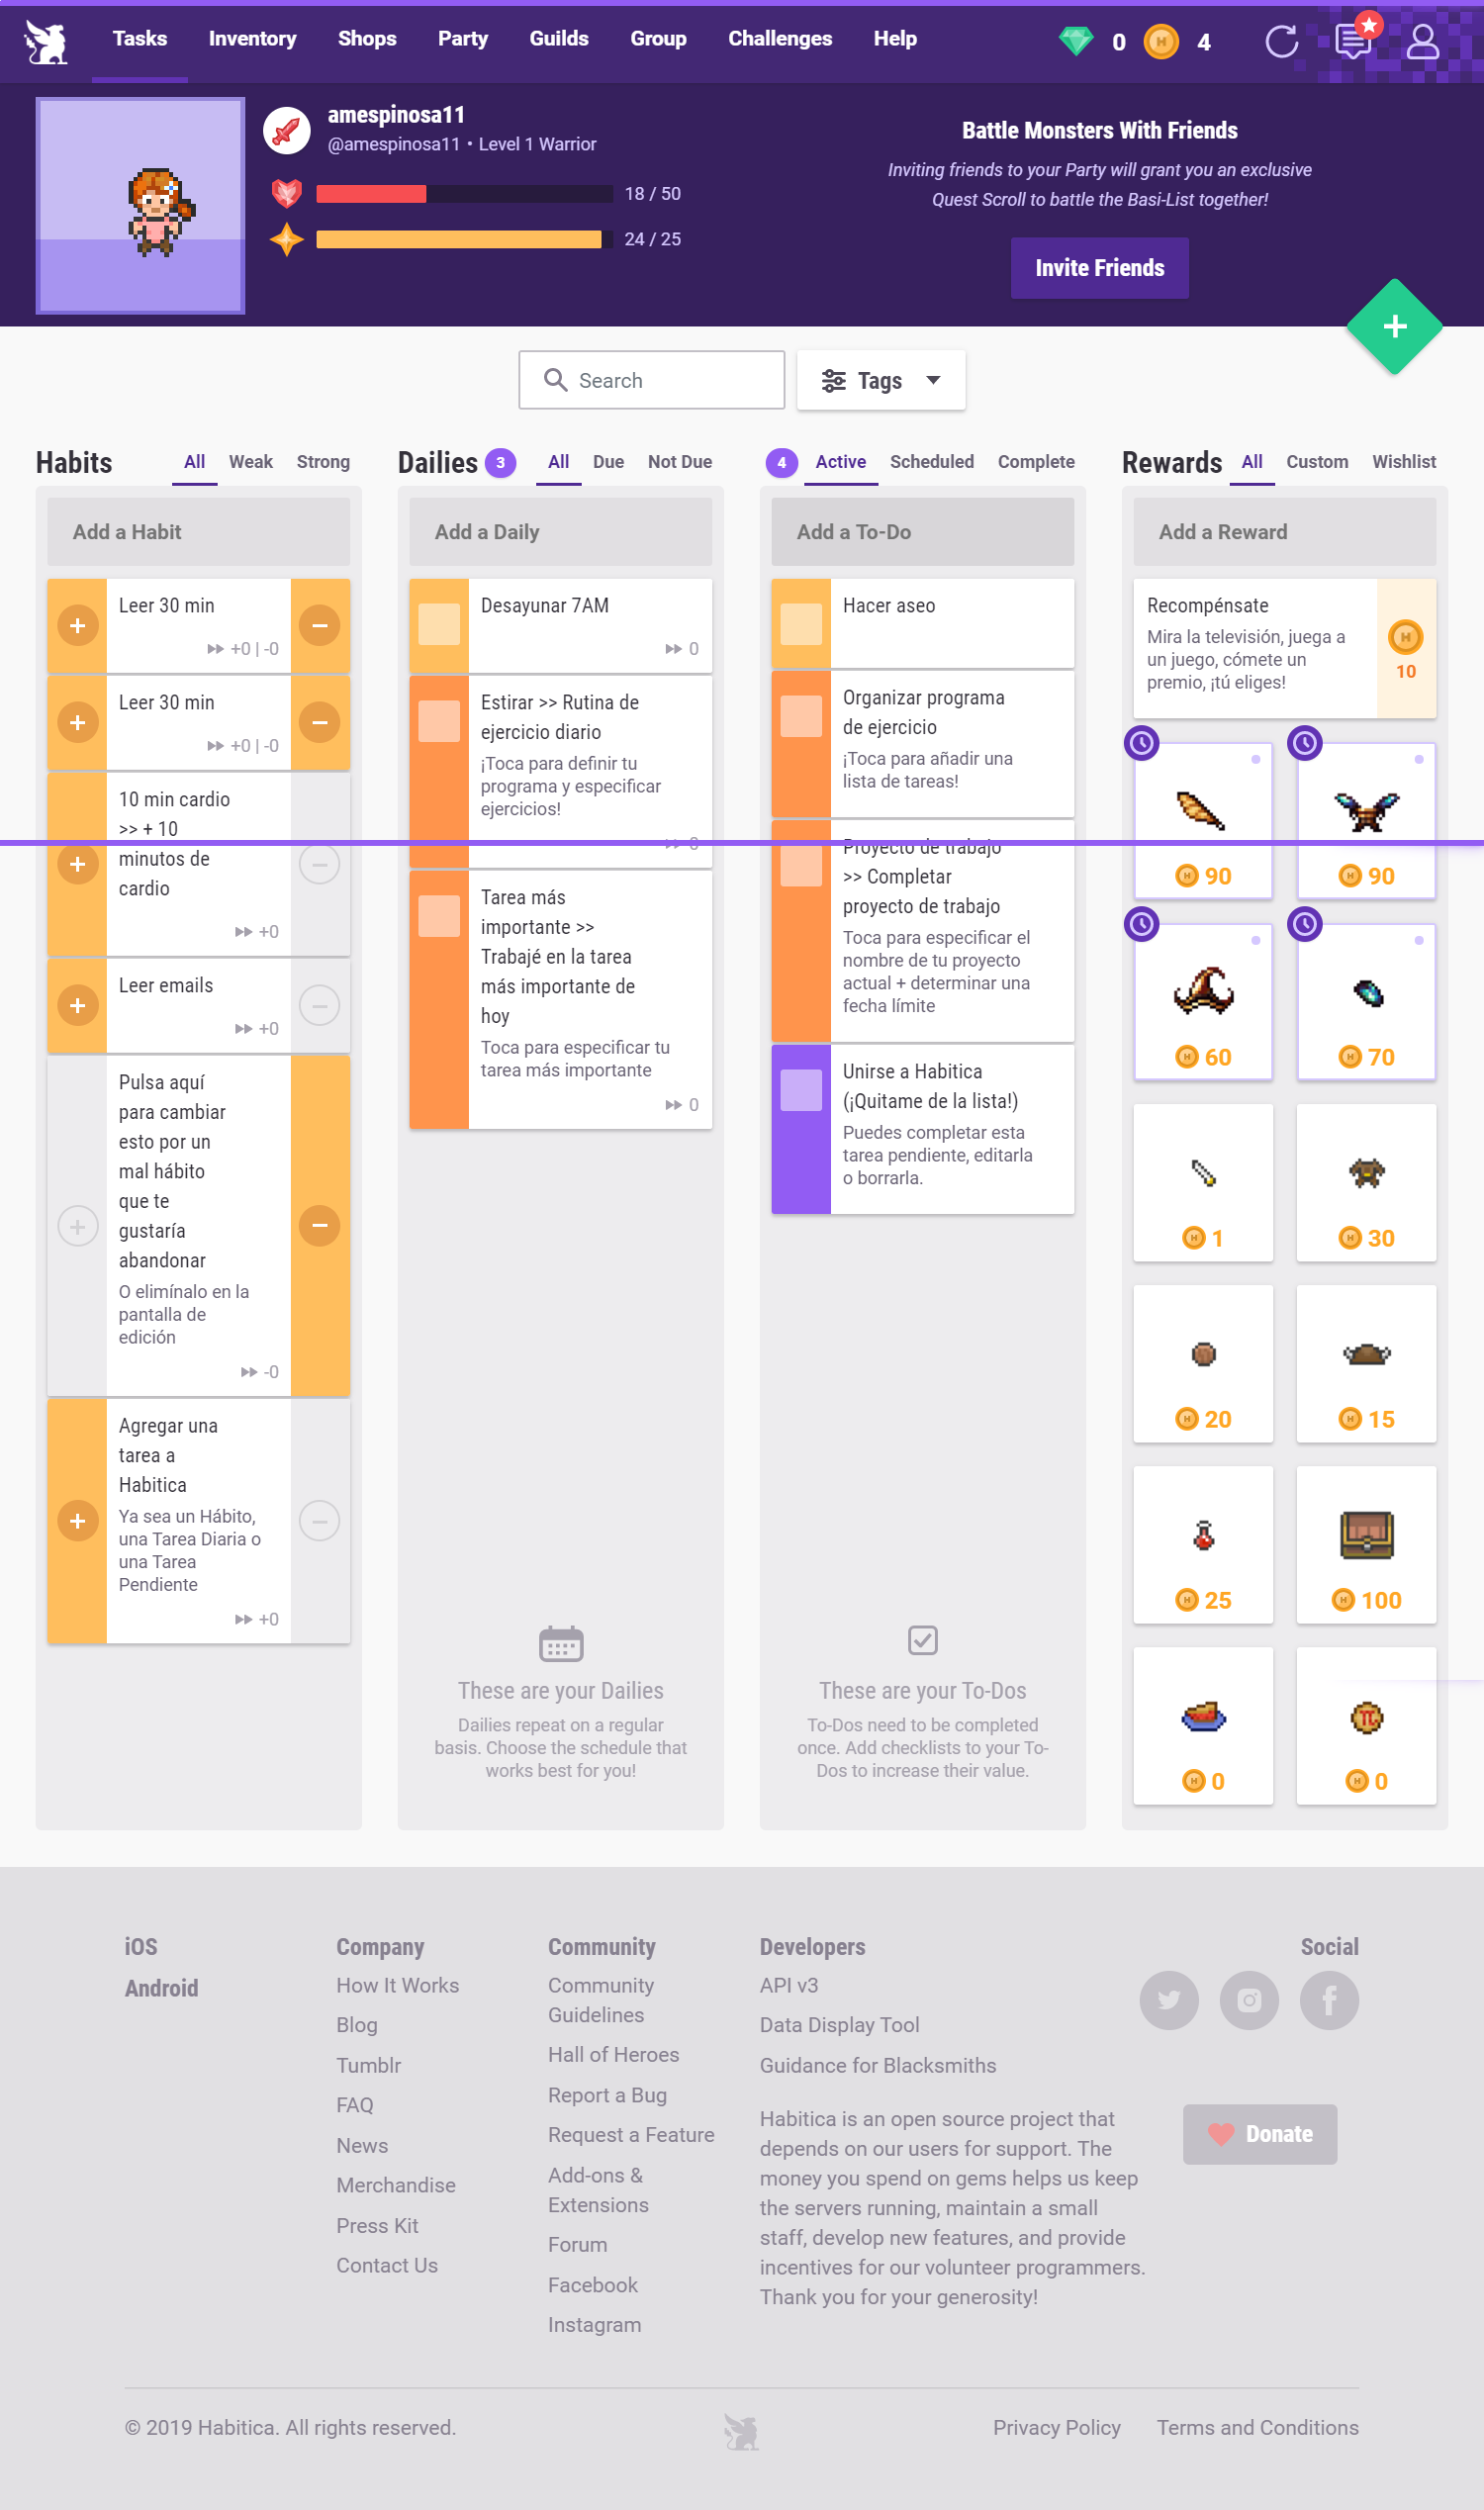 Tasks Inventory Shops Party Guilds Group Challenges Help 0 4
amespinosa11
@amespinosa11 • Level 1 Warrior
18 / 50
24 / 25
Battle Monsters With Friends
Inviting friends to your Party will grant you an exclusive
Quest Scroll to battle the Basi-List together!
Invite Friends
Search
Tags
Habits All Weak Strong
Add a Habit
Leer 30 min
+0 | -0
Leer 30 min
+0 | -0
10 min cardio
>> + 10
minutos de
cardio
+0
Leer emails
+0
Pulsa aquí
para cambiar
esto por un
mal hábito
que te
gustaría
abandonar
O elimínalo en la
pantalla de
edición
-0
Agregar una
tarea a
Habitica
Ya sea un Hábito,
una Tarea Diaria o
una Tarea
Pendiente
+0
Dailies 3 All Due Not Due
Add a Daily
Desayunar 7AM
0
Estirar >> Rutina de
ejercicio diario
¡Toca para definir tu
programa y especificar
ejercicios!
0
Tarea más
importante >>
Trabajé en la tarea
más importante de
hoy
Toca para especificar tu
tarea más importante
0
These are your Dailies
Dailies repeat on a regular
basis. Choose the schedule that
works best for you!
4 Active Scheduled Complete
Add a To-Do
Hacer aseo
Organizar programa
de ejercicio
¡Toca para añadir una
lista de tareas!
Proyecto de trabajo
>> Completar
proyecto de trabajo
Toca para especificar el
nombre de tu proyecto
actual + determinar una
fecha límite
Unirse a Habitica
(¡Quitame de la lista!)
Puedes completar esta
tarea pendiente, editarla
o borrarla.
These are your To-Dos
To-Dos need to be completed
once. Add checklists to your To-
Dos to increase their value.
Rewards All Custom Wishlist
Add a Reward
Recompénsate
Mira la televisión, juega a
un juego, cómete un
premio, ¡tú eliges!
10
90 90
60 70
1 30
20 15
25 100
0 0
iOS
Android
Company
How It Works
Blog
Tumblr
FAQ
News
Merchandise
Press Kit
Contact Us
Community
Community
Guidelines
Hall of Heroes
Report a Bug
Request a Feature
Add-ons &
Extensions
Forum
Facebook
Instagram
Developers
API v3
Data Display Tool
Guidance for Blacksmiths
Habitica is an open source project that
depends on our users for support. The
money you spend on gems helps us keep
the servers running, maintain a small
staff, develop new features, and provide
incentives for our volunteer programmers.
Thank you for your generosity!
Social
Donate
© 2019 Habitica. All rights reserved.
Privacy Policy Terms and Conditions